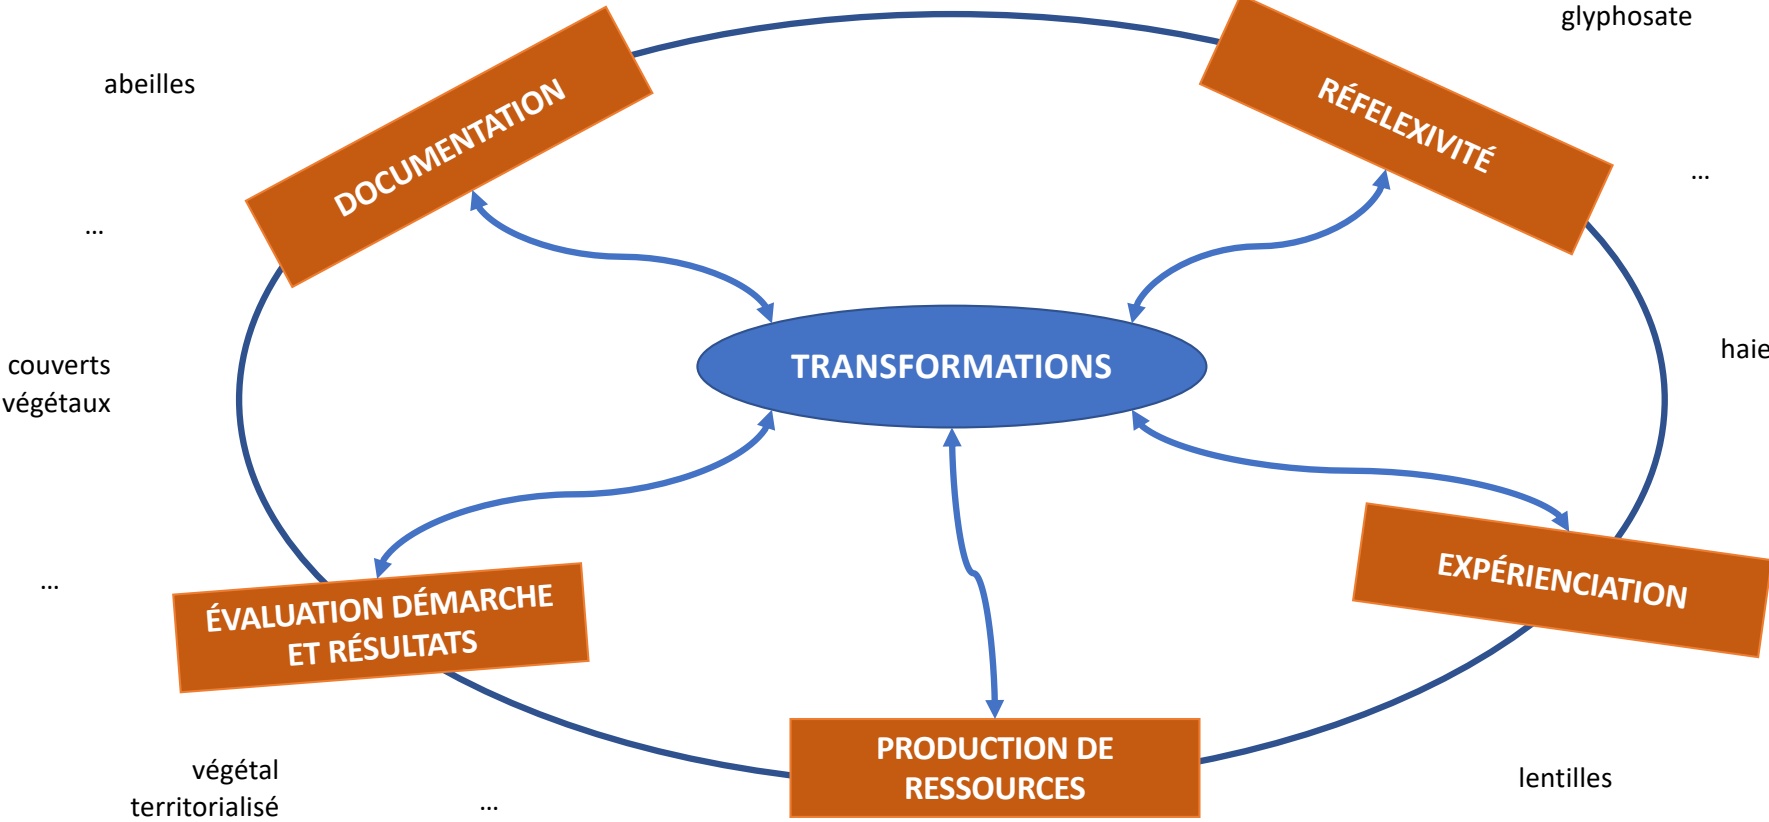 glyphosate
abeilles
DOCUMENTATION
RÉFELEXIVITÉ
...
...
TRANSFORMATIONS
couverts
végétaux
haie
...
ÉVALUATION DÉMARCHE
ET RÉSULTATS
EXPÉRIENCIATION
PRODUCTION DE
RESSOURCES
végétal
territorialisé
...
lentilles